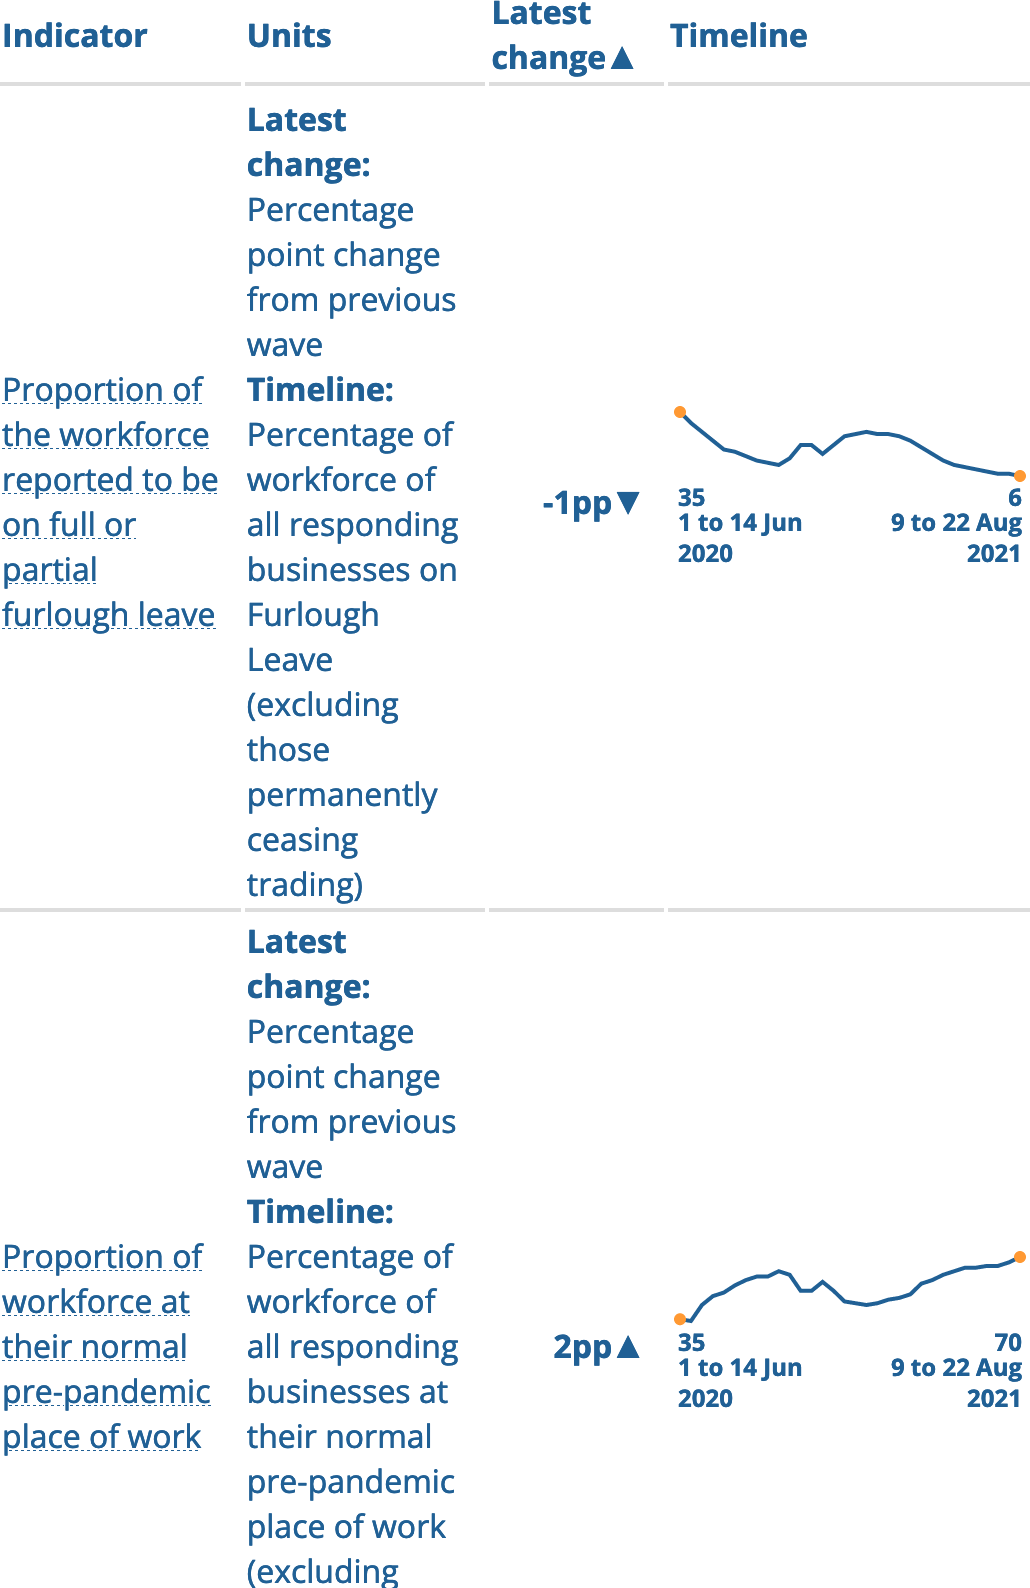 Indicator
Units
Latest
change▲
Timeline
Proportion of
the workforce
reported to be
on full or
partial
furlough leave
Latest
change:
Percentage
point change
from previous
wave
Timeline:
Percentage of
workforce of
all responding
businesses on
Furlough
Leave
(excluding
those
permanently
ceasing
trading)
-1pp▼
35
1 to 14 Jun
2020
6
9 to 22 Aug
2021
Proportion of
workforce at
their normal
pre-pandemic
place of work
Latest
change:
Percentage
point change
from previous
wave
Timeline:
Percentage of
workforce of
all responding
businesses at
their normal
pre-pandemic
place of work
(excluding
2pp▲
35
1 to 14 Jun
2020
70
9 to 22 Aug
2021